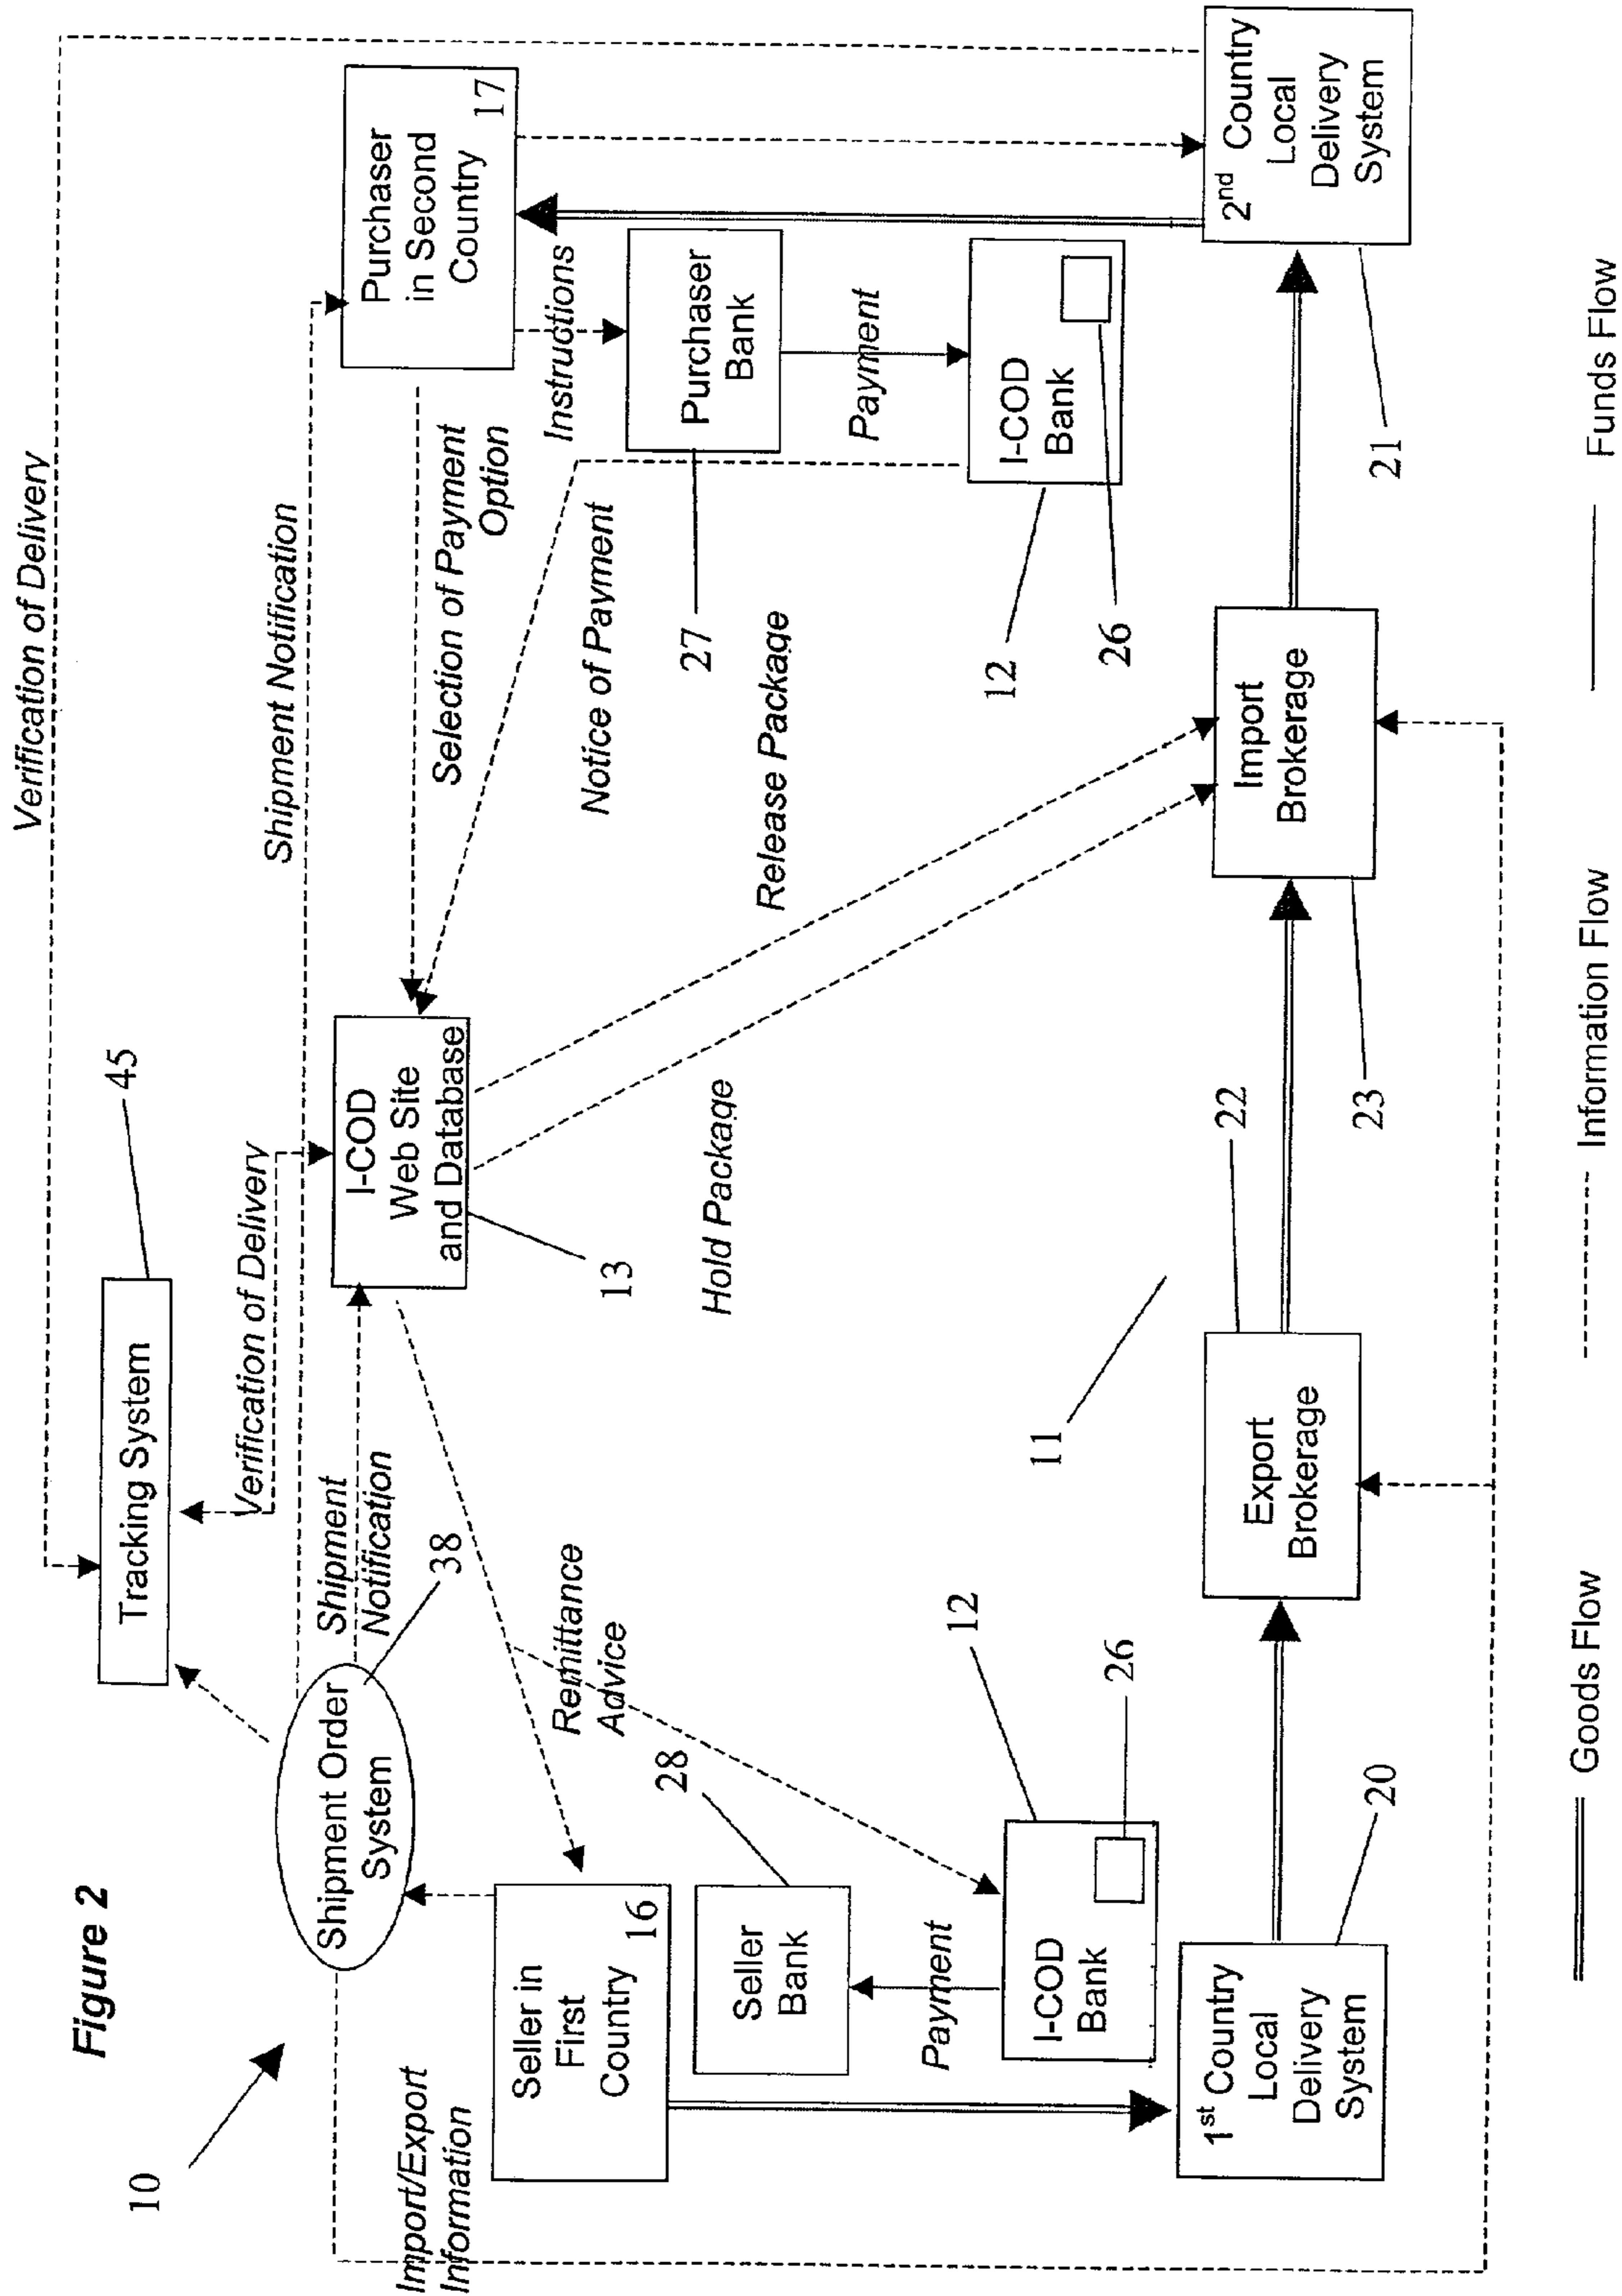 Figure 2
10
Verification of Delivery
45
Tracking System
Verification of Delivery
Shipment Notification
Shipment Order
System
38
Shipment
Notification
I-COD
Web Site
and Database
13
Purchaser
in Second
Country
17
Selection of Payment
Option
Instructions
Notice of Payment
Purchaser
Bank
27
Payment
I-COD
Bank
12
26
Release Package
Hold Package
Import/Export
Information
Seller in
First
Country
16
Remittance
Advice
28
Seller
Bank
Payment
I-COD
Bank
12
26
11
1st Country
Local
Delivery
System
20
Export
Brokerage
22
Import
Brokerage
23
2nd Country
Local
Delivery
System
21
Goods Flow
Information Flow
Funds Flow